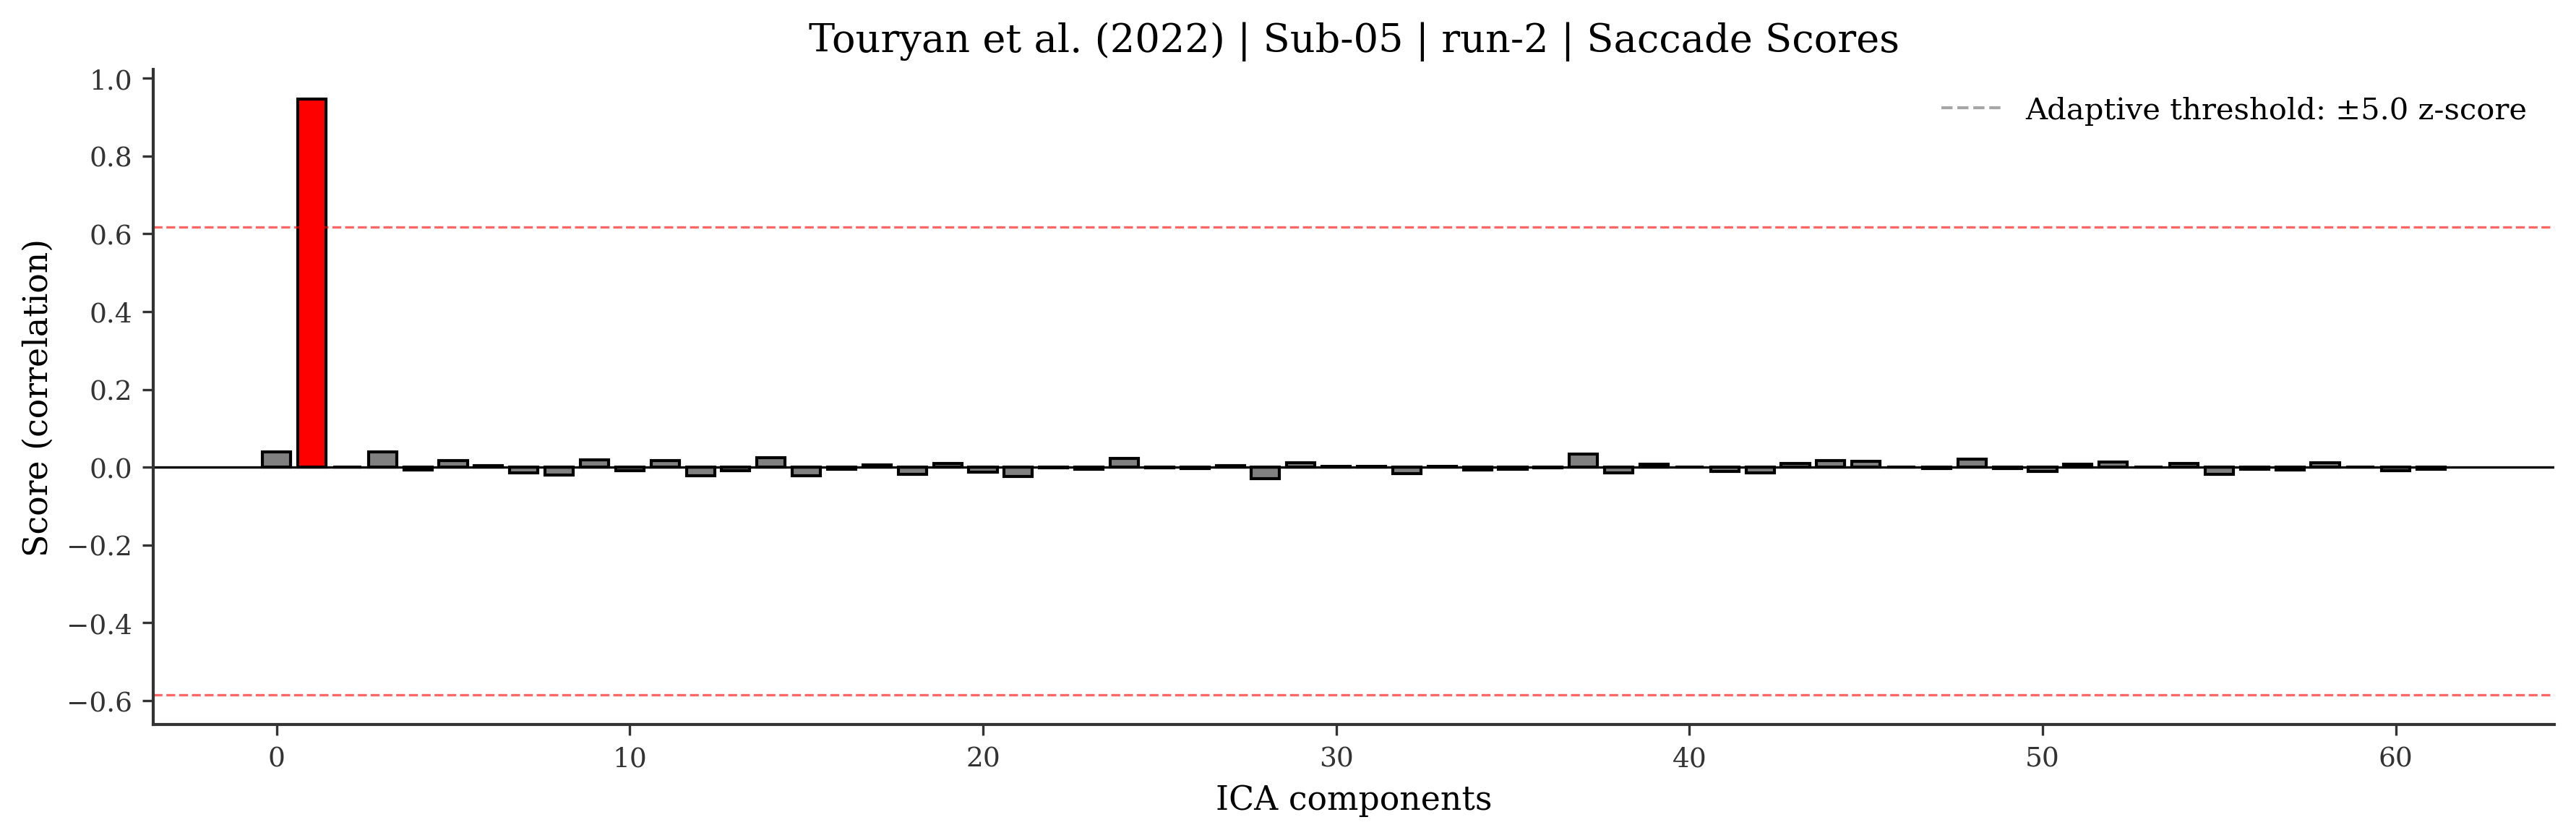 Touryan et al. (2022) | Sub-05 | run-2 | Saccade Scores
Adaptive threshold: ±5.0 z-score
Score (correlation)
1.0
0.8
0.6
0.4
0.2
0.0
−0.2
−0.4
−0.6
0 10 20 30 40 50 60
ICA components